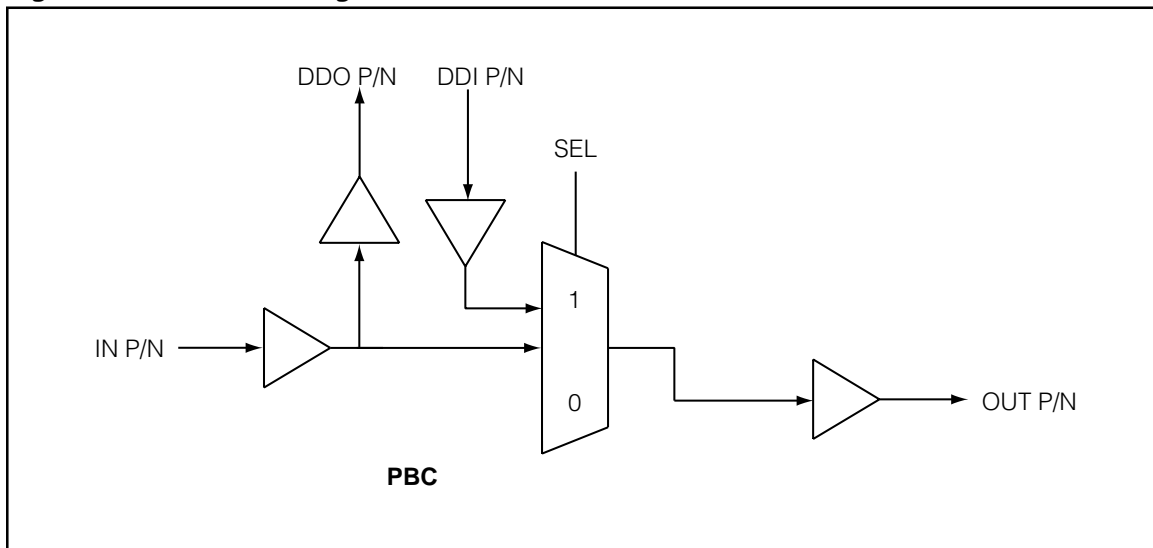 DDO P/N
DDI P/N
SEL
1
IN P/N
0
OUT P/N
PBC